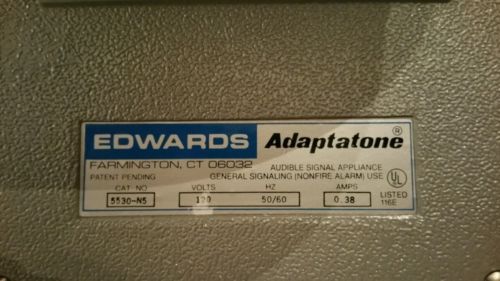 EDWARDS Adaptatone®
FARMINGTON, CT 06032 AUDIBLE SIGNAL APPLIANCE
PATENT PENDING GENERAL SIGNALING (NONFIRE ALARM) USE UL
CAT NO VOLTS HZ AMPS LISTED
5530-N5 120 50/60 0.38 116E